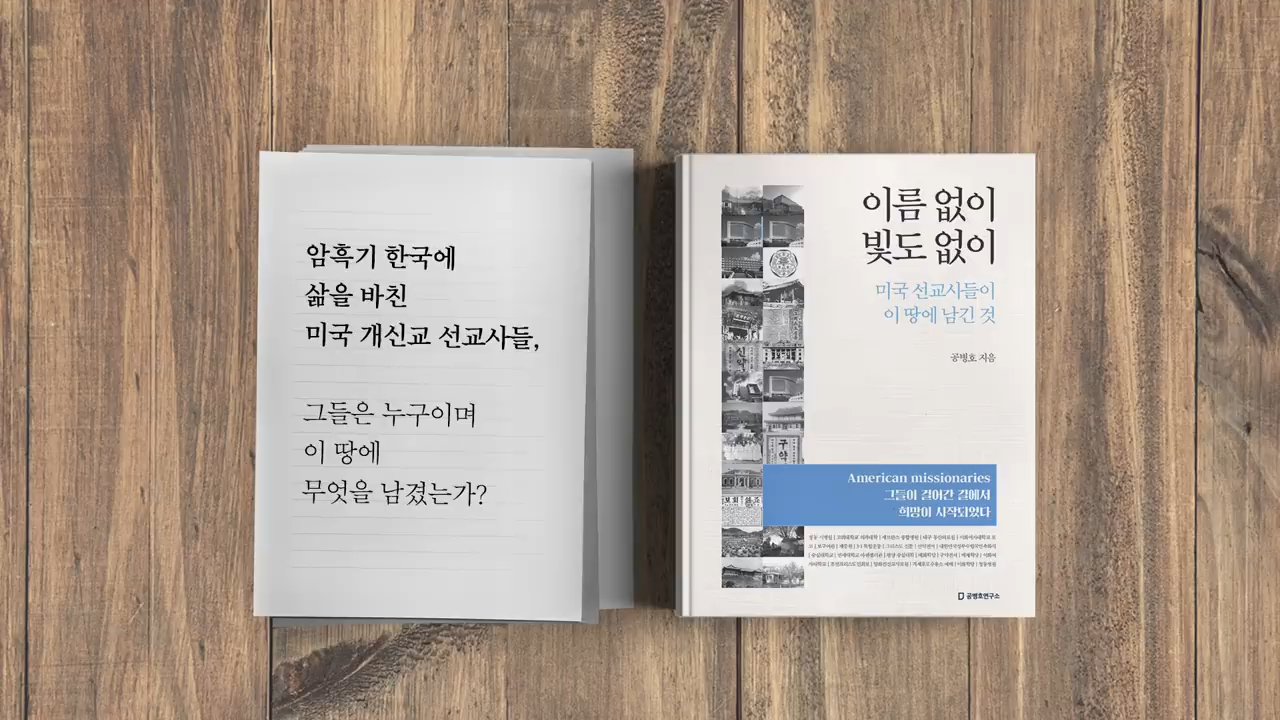 암흑기 한국에
삶을 바친
미국 개신교 선교사들,
그들은 누구이며
이 땅에
무엇을 남겼는가?
이름 없이
빛도 없이
미국 선교사들이
이 땅에 남긴 것
공병호 지음
구약
American missionaries
그들이 걸어간 길에서
희망이 시작되었다
공병호연구소